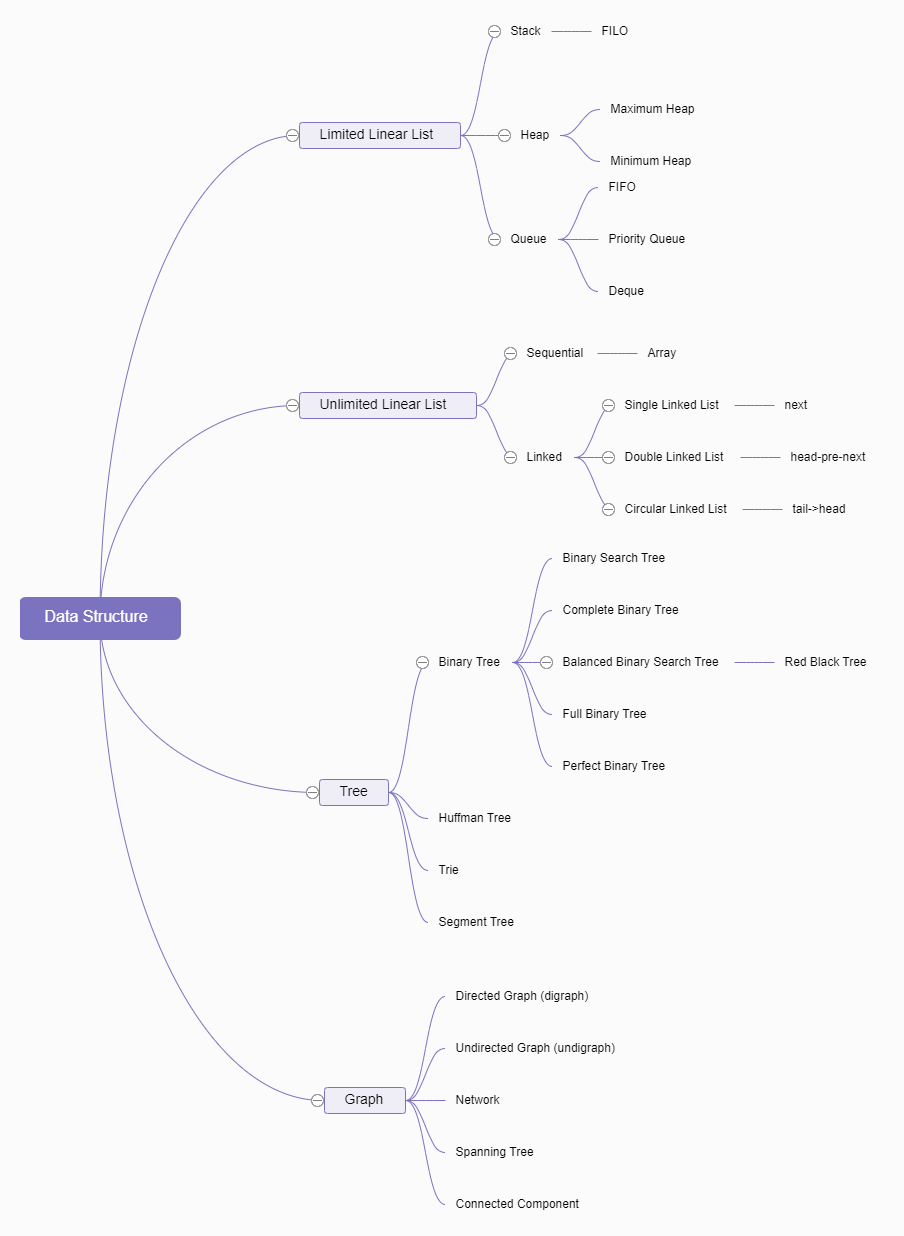 Stack
FILO
Limited Linear List
Heap
Maximum Heap
Minimum Heap
Queue
FIFO
Priority Queue
Deque
Unlimited Linear List
Sequential
Array
Linked
Single Linked List
next
Double Linked List
head-pre-next
Circular Linked List
tail->head
Data Structure
Binary Tree
Binary Search Tree
Complete Binary Tree
Balanced Binary Search Tree
Red Black Tree
Full Binary Tree
Perfect Binary Tree
Tree
Huffman Tree
Trie
Segment Tree
Graph
Directed Graph (digraph)
Undirected Graph (undigraph)
Network
Spanning Tree
Connected Component